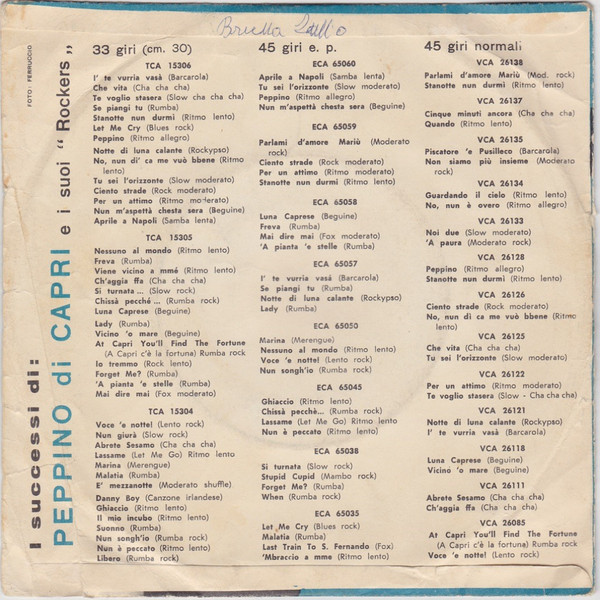 I successi di:
PEPPINO di CAPRI e i suoi “ Rockers „
FOTO: FERRUCCIO
33 giri (cm. 30)
TCA 15306
I' te vurria vasà (Barcarola)
Che vita (Cha cha cha)
Te voglio stasera (Slow cha cha cha)
Se piangi tu (Rumba)
Stanotte nun durmi (Ritmo lento)
Let Me Cry (Blues rock)
Peppino (Ritmo allegro)
Notte di luna calante (Rockypso)
No, nun di' ca me vuò bbene (Ritmo
lento)
Tu sei l'orizzonte (Slow moderato)
Ciento strade (Rock moderato)
Per un attimo (Ritmo moderato)
Nun m'aspettà chesta sera (Beguine)
Aprile a Napoli (Samba lenta)
TCA 15305
Nessuno al mondo (Ritmo lento)
Freva (Rumba)
Viene vicino a mmé (Ritmo lento)
Ch'aggia ffa (Cha cha cha)
Si turnata ... (Slow rock)
Chissà pecché ... (Rumba rock)
Luna Caprese (Beguine)
Lady (Rumba)
Vicino 'o mare (Beguine)
At Capri You'll Find The Fortune
(A Capri c'è la fortuna) Rumba rock
Io tremmo (Rock lento)
Forget Me? (Rumba)
'A pianta 'e stelle (Rumba)
Mai dire mai (Fox moderato)
TCA 15304
Voce 'e notte! (Lento rock)
Nun giurà (Slow rock)
Abrete Sesamo (Cha cha cha)
Lassame (Let Me Go) Ritmo lento
Marina (Merengue)
Malatia (Rumba)
E' mezzanotte (Moderato shuffle)
Danny Boy (Canzone irlandese)
Ghiaccio (Ritmo lento)
Il mio incubo (Ritmo lento)
Suonno (Rumba)
Nun songh'io (Rumba rock)
Nun è peccato (Ritmo lento)
Libero (Rumba rock)
45 giri e. p.
ECA 65060
Aprile a Napoli (Samba lenta)
Tu sei l'orizzonte (Slow moderato)
Peppino (Ritmo allegro)
Nun m'aspettà chesta sera (Beguine)
ECA 65059
Parlami d'amore Mariù (Moderato
rock)
Ciento strade (Rock moderato)
Per un attimo (Ritmo moderato)
Stanotte nun durmi (Ritmo lento)
ECA 65058
Luna Caprese (Beguine)
Freva (Rumba)
Mai dire mai (Fox moderato)
'A pianta 'e stelle (Rumba)
ECA 65057
I' te vurria vasà (Barcarola)
Se piangi tu (Rumba)
Notte di luna calante (Rockypso)
Lady (Rumba)
ECA 65050
Marina (Merengue)
Nessuno al mondo (Ritmo lento)
Voce 'e notte! (Lento rock)
Nun songh'io (Rumba rock)
ECA 65045
Ghiaccio (Ritmo lento)
Chissà pecchè... (Rumba rock)
Lassame (Let Me Go) Ritmo lento
Nun è peccato (Ritmo lento)
ECA 65038
Si turnata (Slow rock)
Stupid Cupid (Mambo rock)
Forget Me? (Rumba)
When (Rumba rock)
ECA 65035
Let Me Cry (Blues rock)
Malatia (Rumba)
Last Train To S. Fernando (Fox)
'Mbraccio a mme (Ritmo lento)
45 giri normali
VCA 26138
Parlami d'amore Mariù (Mod. rock)
Stanotte nun durmi (Ritmo lento)
VCA 26137
Cinque minuti ancora (Cha cha cha)
Quando (Ritmo lento)
VCA 26135
Piscatore 'e Pusilleco (Barcarola)
Non siamo più insieme (Moderato
rock)
VCA 26134
Guardando il cielo (Ritmo lento)
No, nun è overo (Ritmo allegro)
VCA 26133
Noi due (Slow moderato)
'A paura (Moderato rock)
VCA 26128
Peppino (Ritmo allegro)
Stanotte nun durmi (Ritmo lento)
VCA 26126
Ciento strade (Rock moderato)
No, nun di ca me vuò bene (Ritmo
lento)
VCA 26125
Che vita (Cha cha cha)
Tu sei l'orizzonte (Slow moderato)
VCA 26122
Per un attimo (Ritmo moderato)
Te voglio stasera (Slow - Cha cha cha)
VCA 26121
Notte di luna calante (Rockypso)
I' te vurria vasà (Barcarola)
VCA 26118
Luna Caprese (Beguine)
Vicino 'o mare (Beguine)
VCA 26111
Abrete Sesamo (Cha cha cha)
Ch'aggia ffa (Cha cha cha)
VCA 26085
At Capri You'll Find The Fortune
(A Capri c'è la fortuna) Rumba rock
Voce 'e notte! (Lento rock)